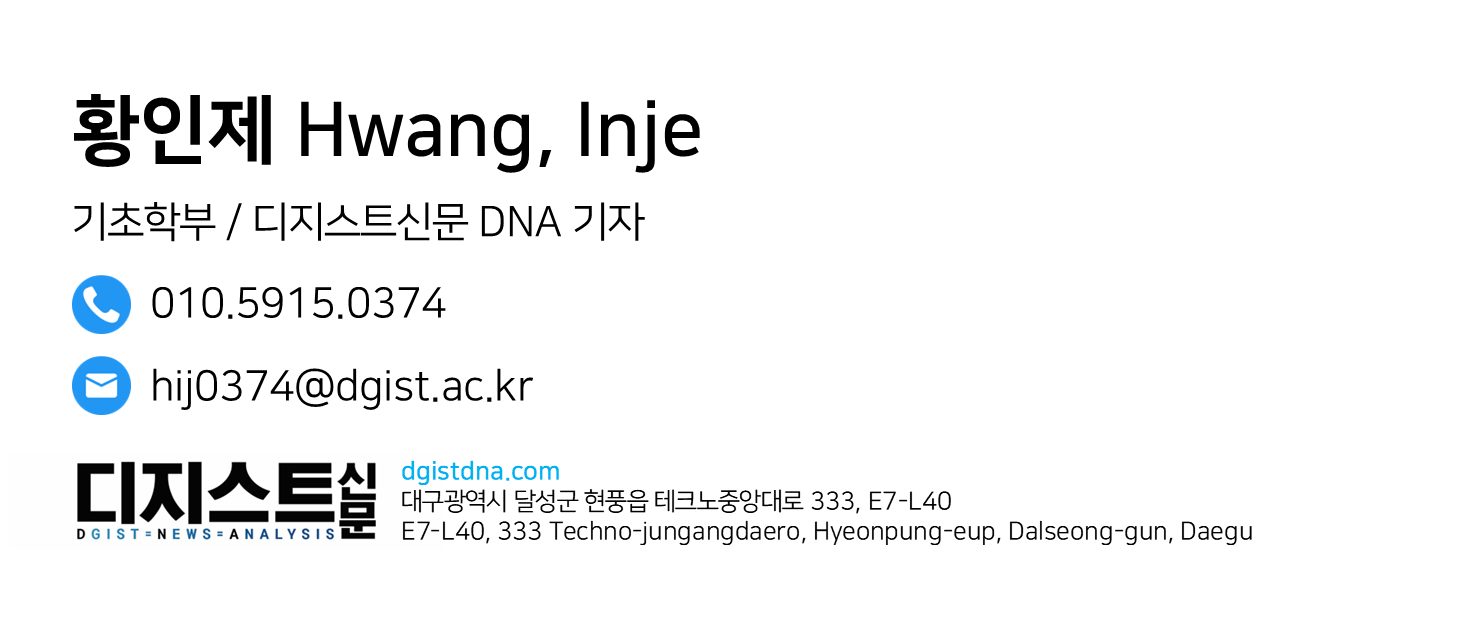 황인제 Hwang, Inje
기초학부 / 디지스트신문 DNA 기자
010.5915.0374
hij0374@dgist.ac.kr
디지스트신문
DGIST=NEWS=ANALYSIS
dgistdna.com
대구광역시 달성군 현풍읍 테크노중앙대로 333, E7-L40
E7-L40, 333 Techno-jungangdaero, Hyeonpung-eup, Dalseong-gun, Daegu